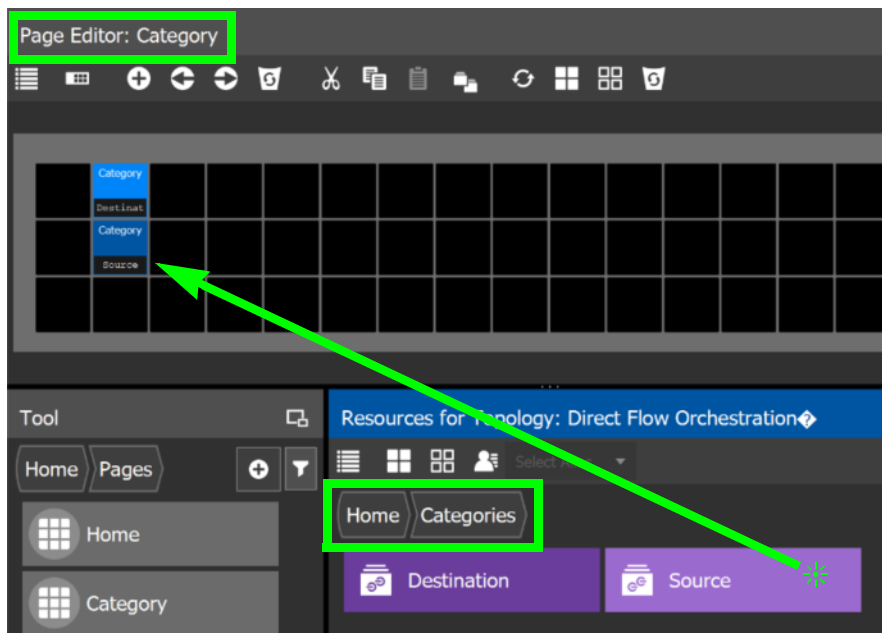 Page Editor: Category
Category
Destinat
Category
Source
Tool
Resources for Topology: Direct Flow Orchestration�
Home Pages
Select Area
Home Categories
Home
Destination
Source
Category